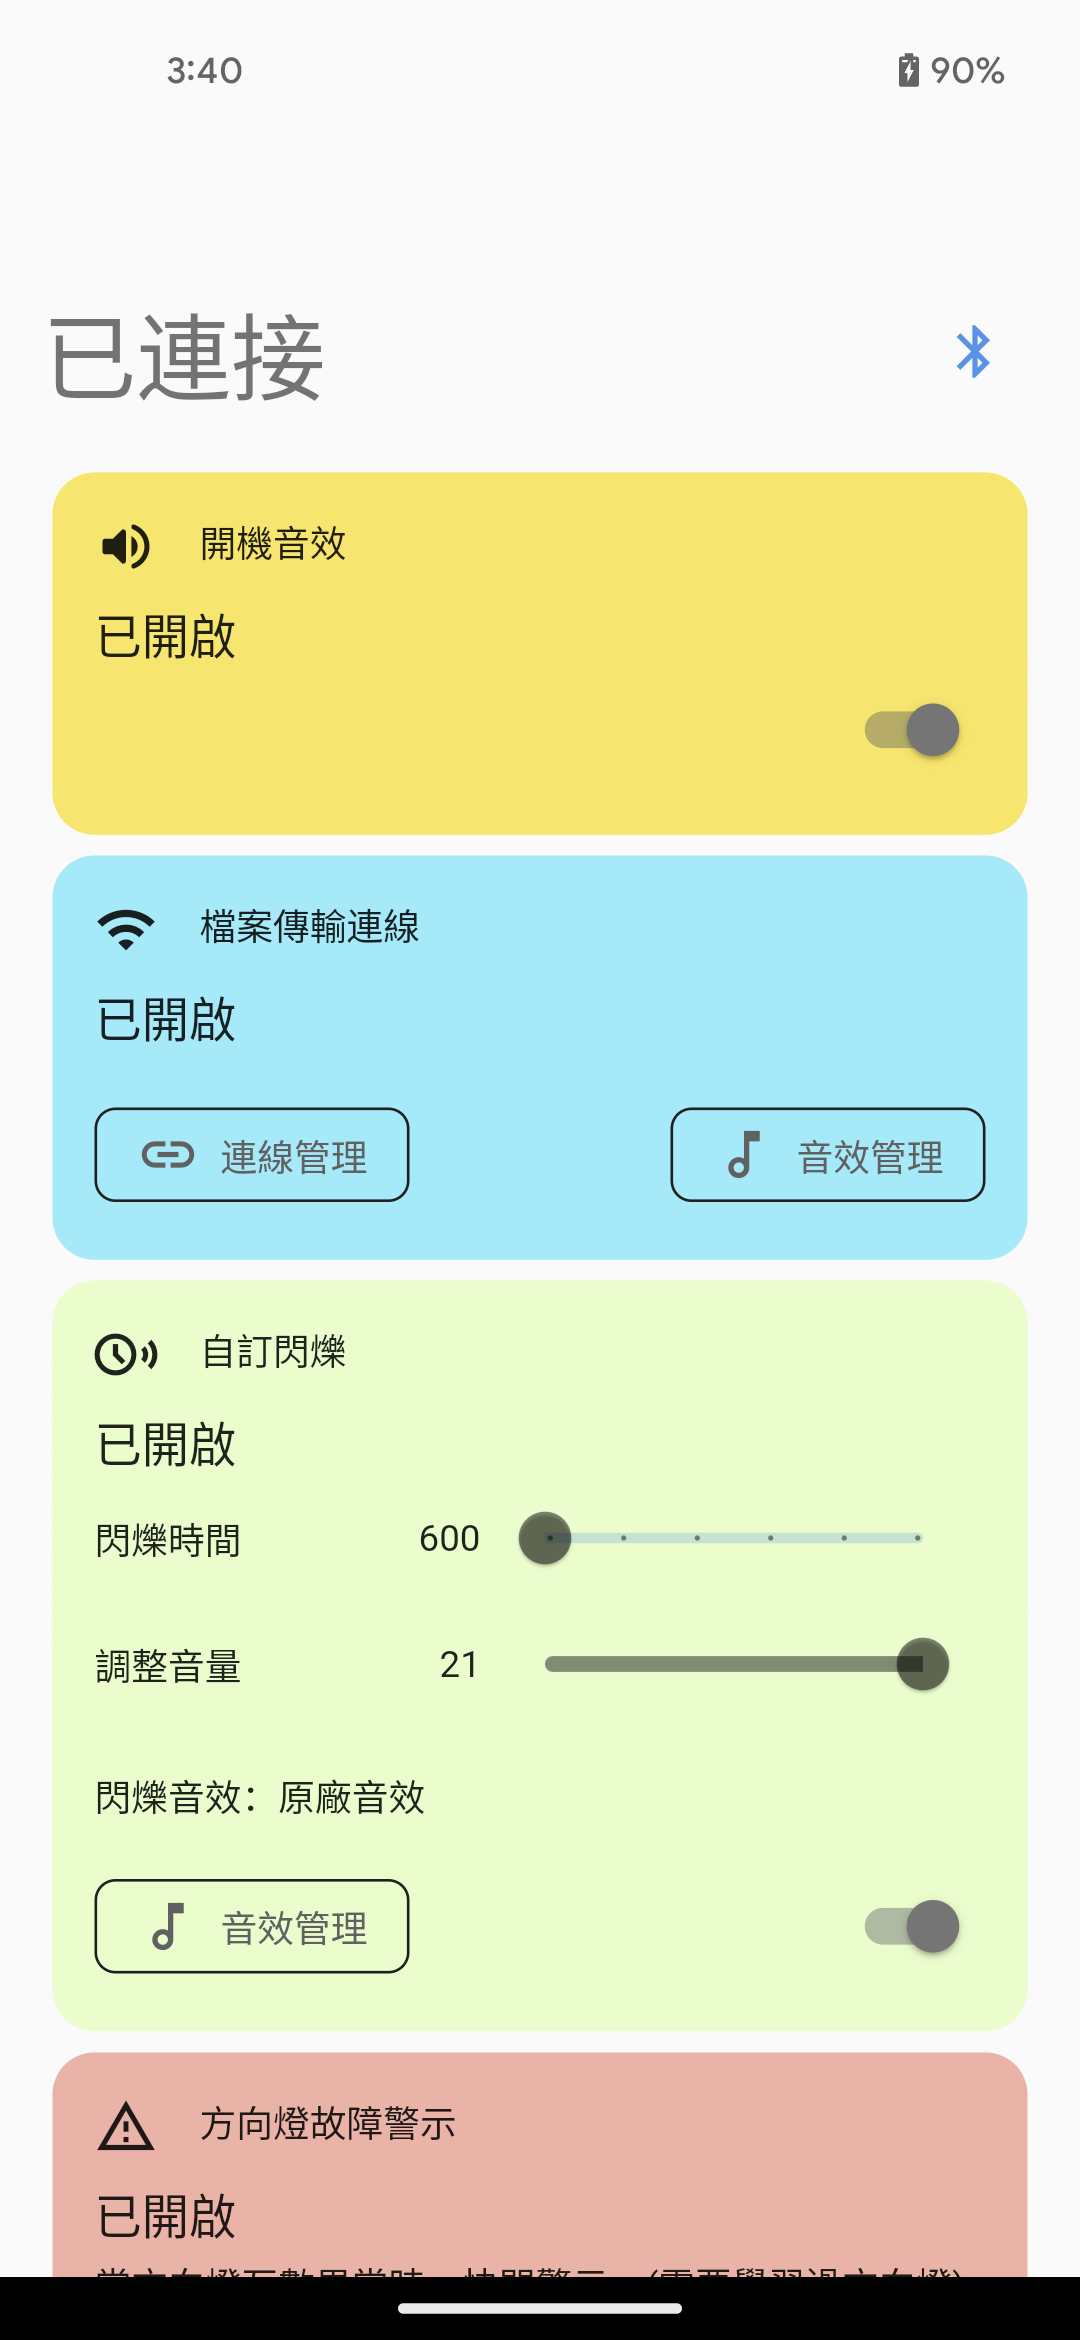 3:40
90%
已連接
開機音效
已開啟
檔案傳輸連線
已開啟
連線管理
音效管理
自訂閃爍
已開啟
閃爍時間 600
調整音量 21
閃爍音效：原廠音效
音效管理
方向燈故障警示
已開啟